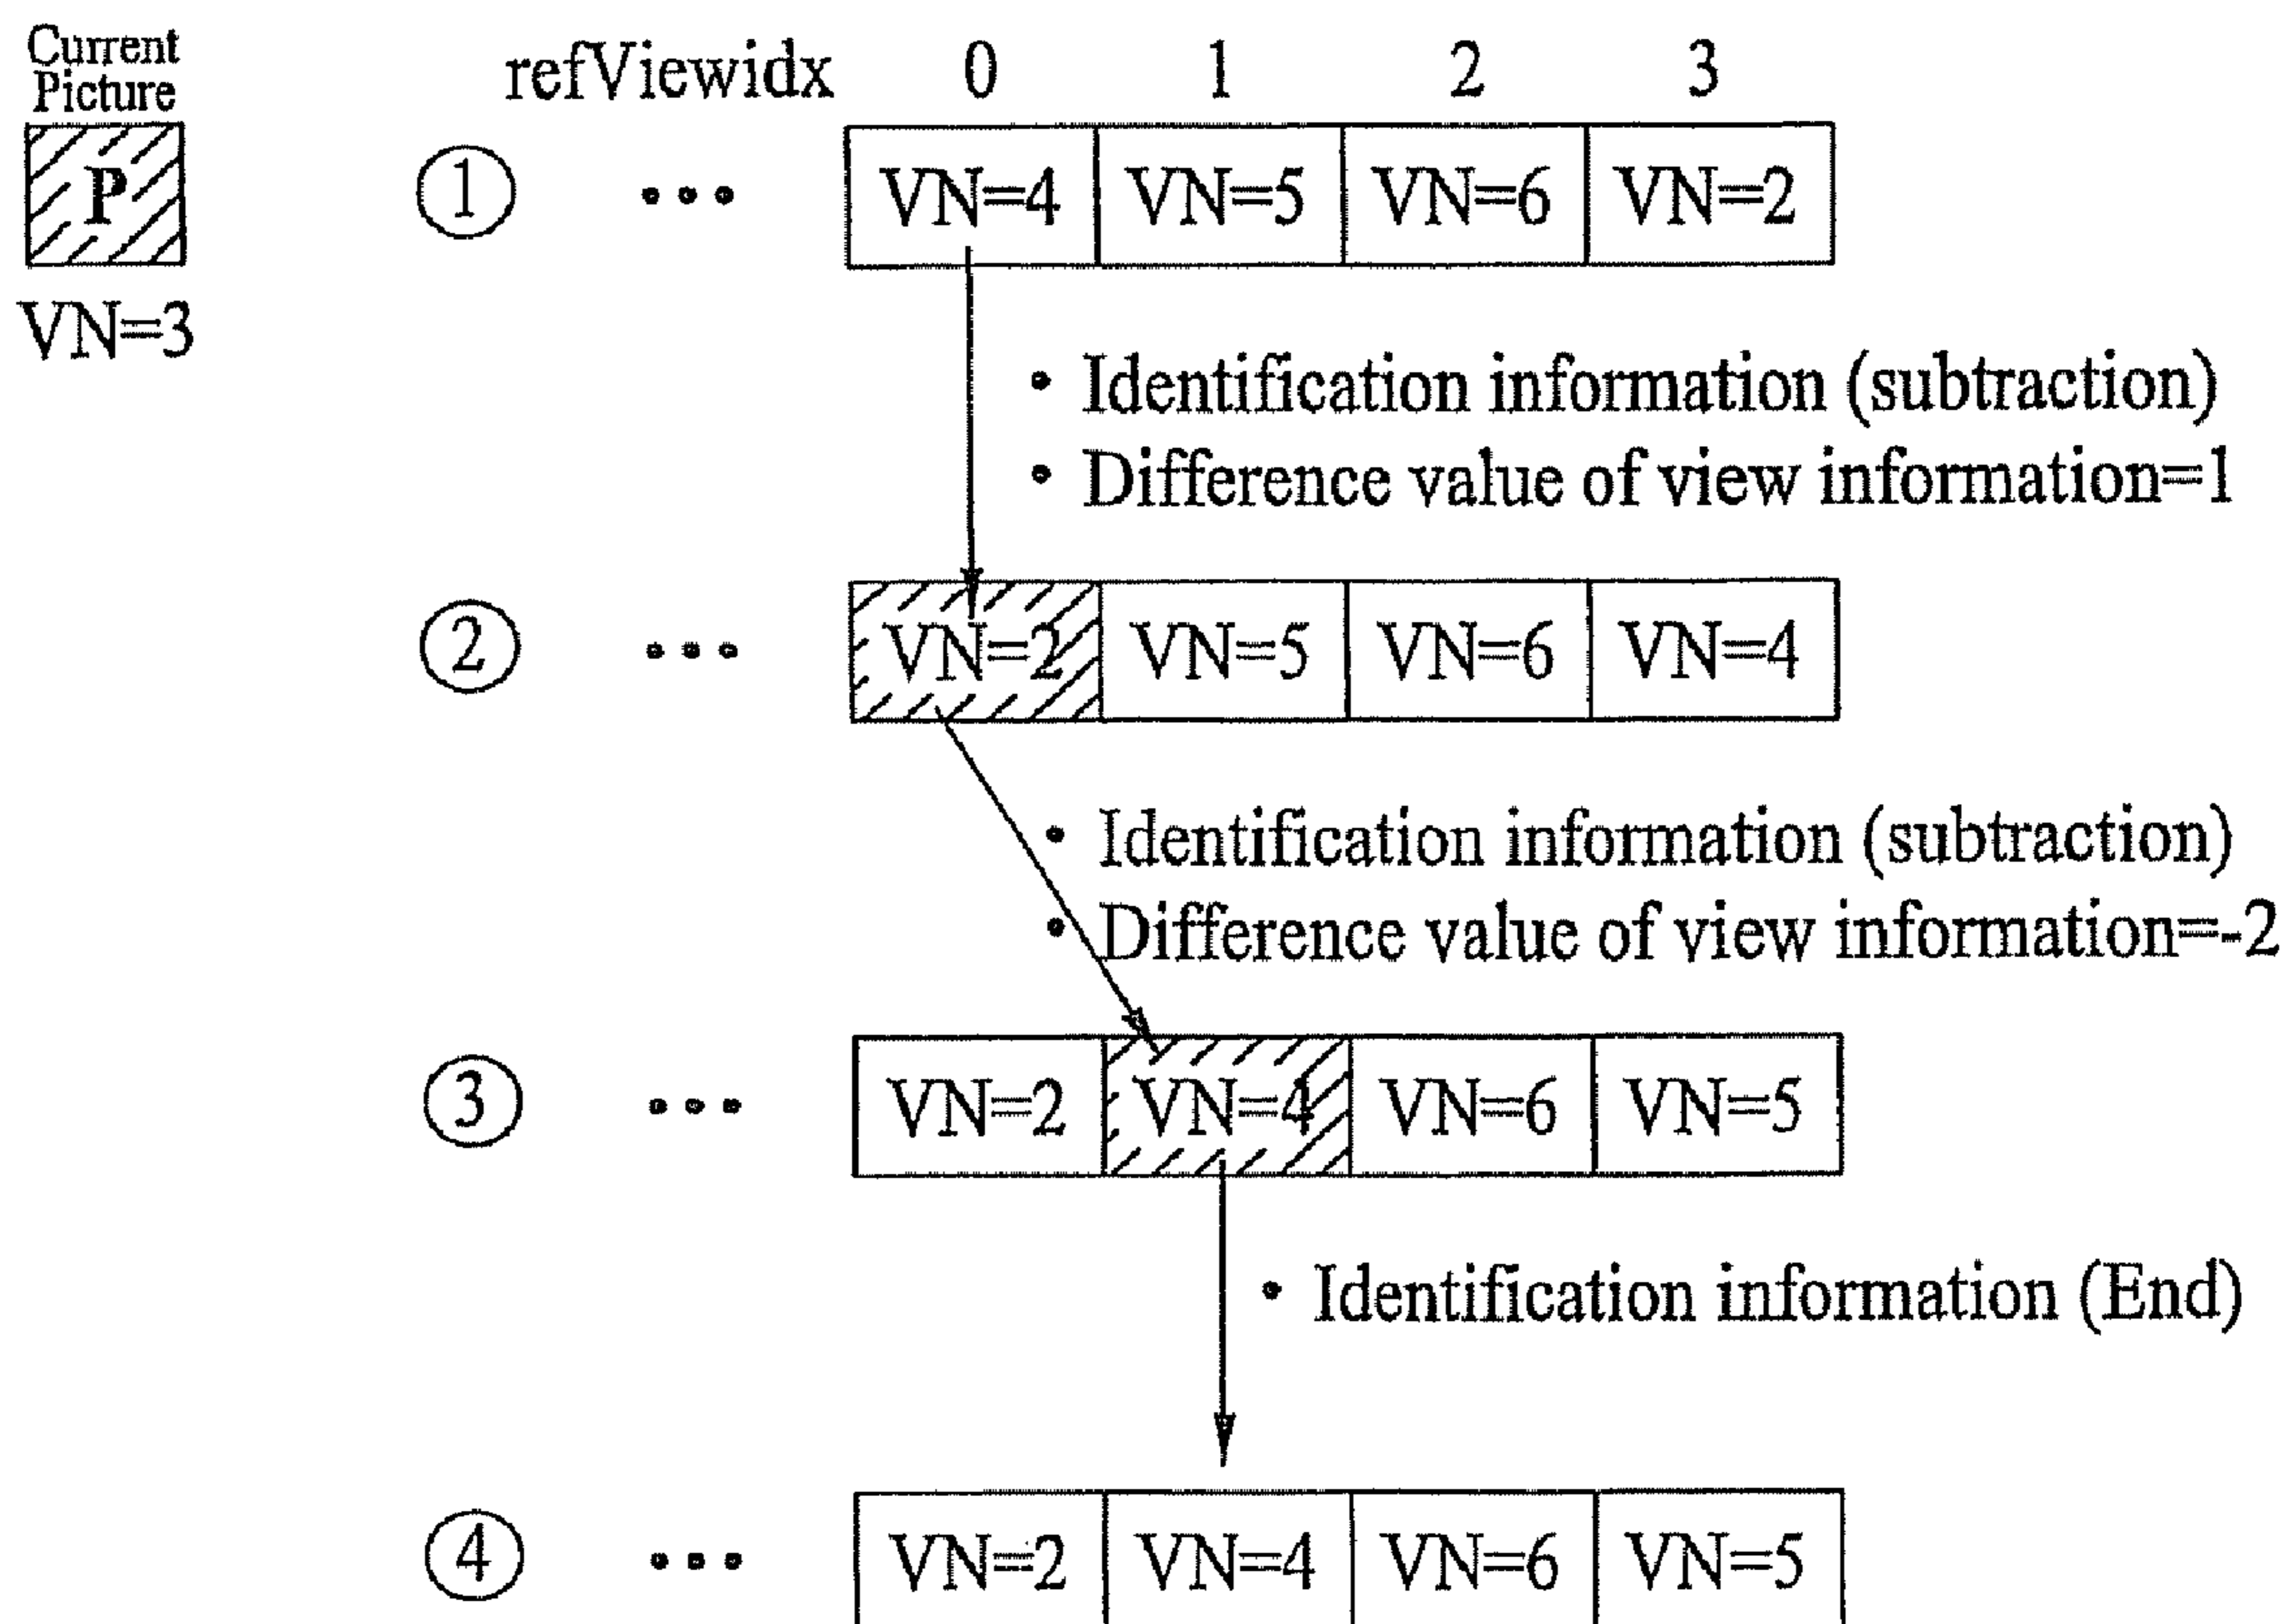 Current
Picture
P
VN=3
refViewidx 0 1 2 3
① ••• VN=4 VN=5 VN=6 VN=2
• Identification information (subtraction)
• Difference value of view information=1
② ••• VN=2 VN=5 VN=6 VN=4
• Identification information (subtraction)
• Difference value of view information=-2
③ ••• VN=2 VN=4 VN=6 VN=5
• Identification information (End)
④ ••• VN=2 VN=4 VN=6 VN=5